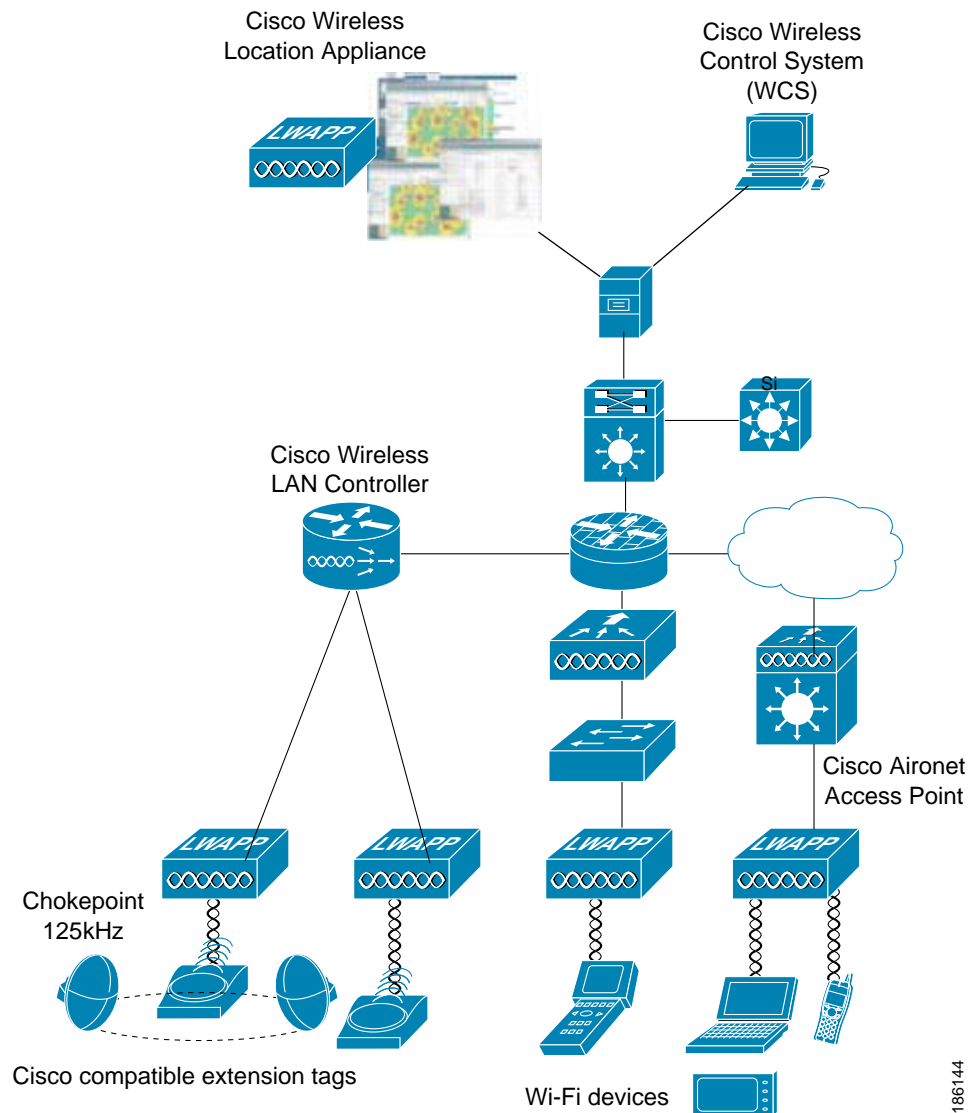 Cisco Wireless
Location Appliance
Cisco Wireless
Control System
(WCS)
LWAPP
Si
Cisco Wireless
LAN Controller
Cisco Aironet
Access Point
LWAPP
LWAPP
LWAPP
LWAPP
Chokepoint
125kHz
Cisco compatible extension tags
Wi-Fi devices
186144